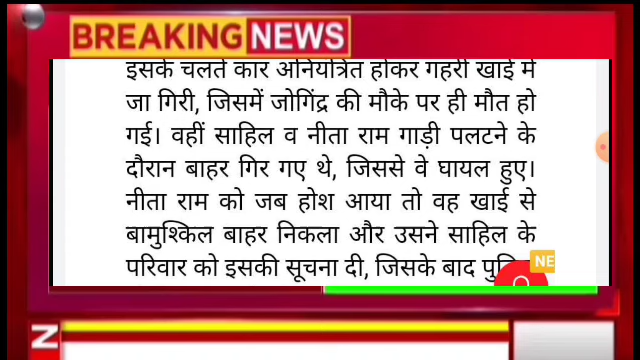 BREAKING NEWS
इसके चलते कार अनियंत्रित होकर गहरी खाई में
जा गिरी, जिसमें जोगिंद्र की मौके पर ही मौत हो
गई। वहीं साहिल व नीता राम गाड़ी पलटने के
दौरान बाहर गिर गए थे, जिससे वे घायल हुए।
नीता राम को जब होश आया तो वह खाई से
बामुश्किल बाहर निकला और उसने साहिल के
परिवार को इसकी सूचना दी, जिसके बाद
NE
N